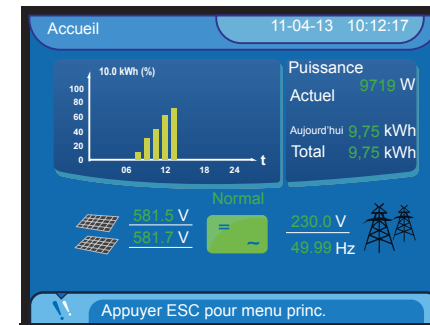 Accueil
11-04-13 10:12:17
10.0 kWh (%)
100
80
60
40
20
0
06 12 18 24 t
Puissance
Actuel 9719 W
Aujourd'hui 9,75 kWh
Total 9,75 kWh
Normal
581.5 V
581.7 V
= ~
230.0 V
49.99 Hz
Appuyer ESC pour menu princ.